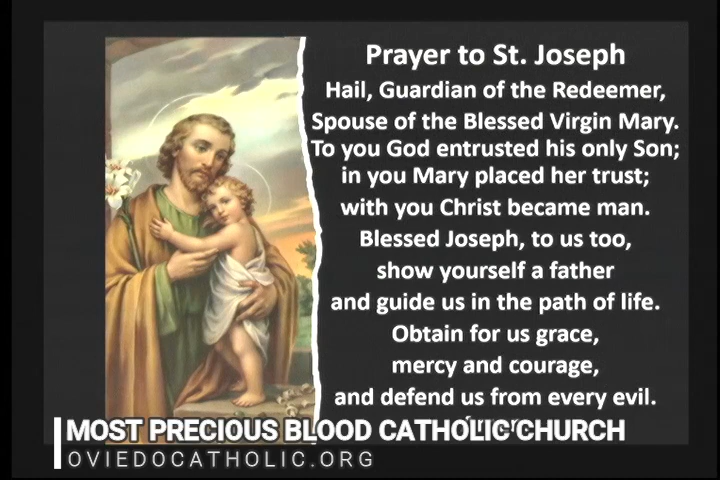 Prayer to St. Joseph
Hail, Guardian of the Redeemer,
Spouse of the Blessed Virgin Mary.
To you God entrusted his only Son;
in you Mary placed her trust;
with you Christ became man.
Blessed Joseph, to us too,
show yourself a father
and guide us in the path of life.
Obtain for us grace,
mercy and courage,
and defend us from every evil.
MOST PRECIOUS BLOOD CATHOLIC CHURCH
OVIEDOCATHOLIC.ORG